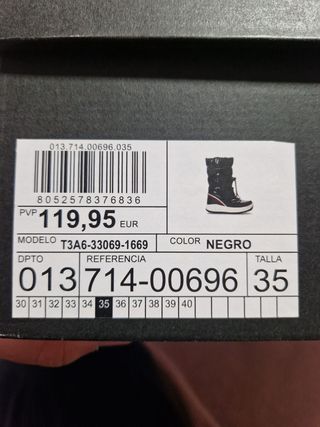 013.714.00696.035
8052578376836
PVP 119,95 EUR
MODELO T3A6-33069-1669 COLOR NEGRO
DPTO REFERENCIA TALLA
013 714-00696 35
30 31 32 33 34 35 36 37 38 39 40